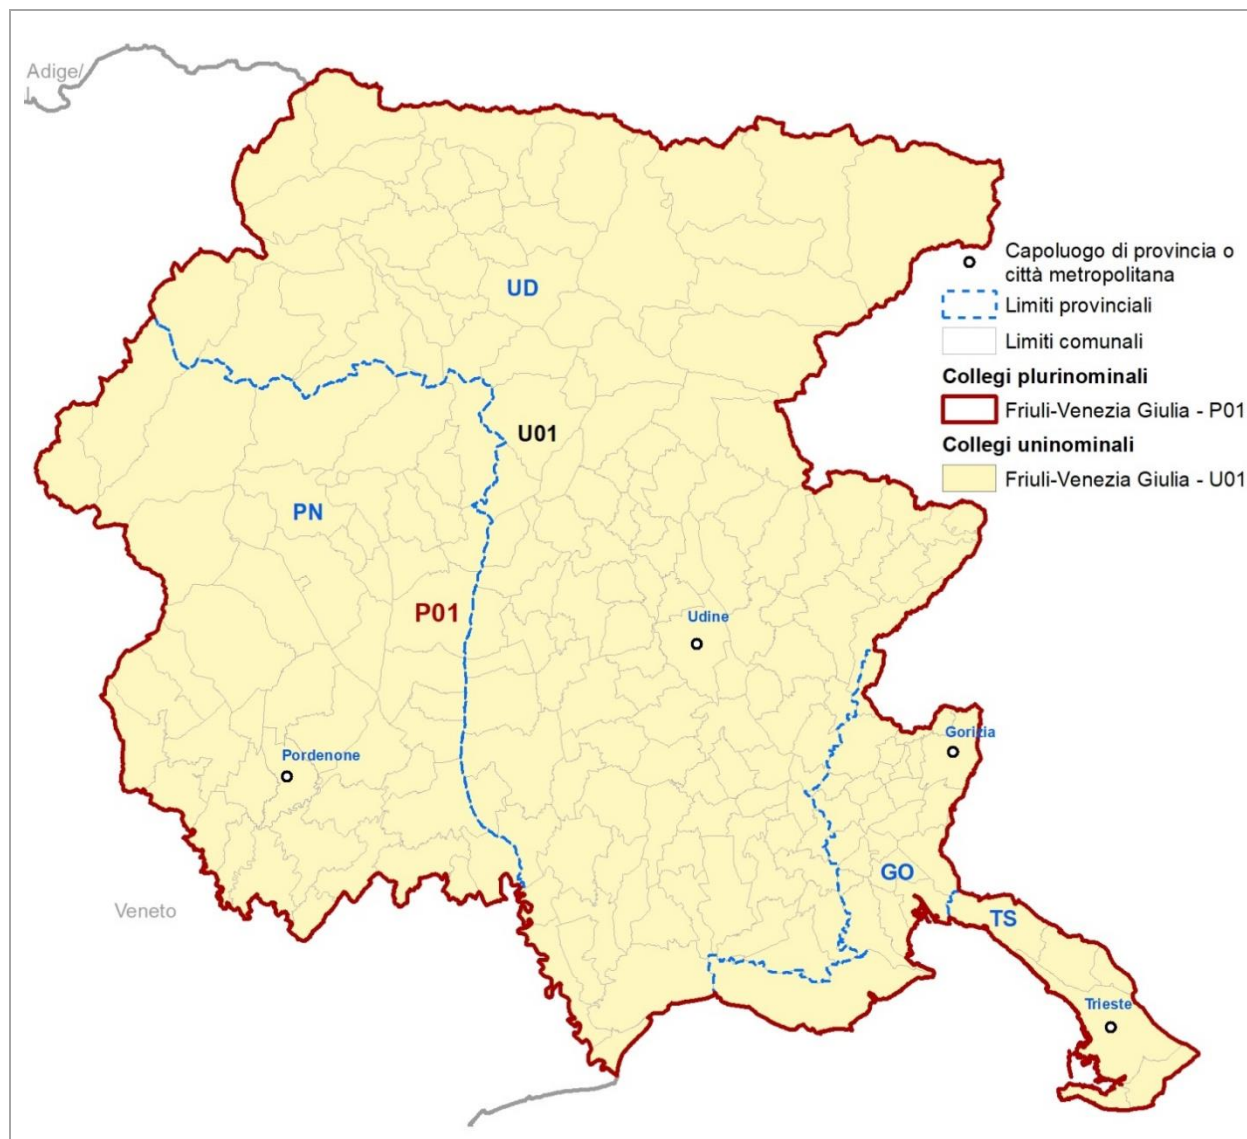 Adige/
UD
Capoluogo di provincia o
città metropolitana
Limiti provinciali
Limiti comunali
Collegi plurinominali
Friuli-Venezia Giulia - P01
Collegi uninominali
Friuli-Venezia Giulia - U01
U01
PN
P01
Udine
Gorizia
Pordenone
GO
Veneto
TS
Trieste